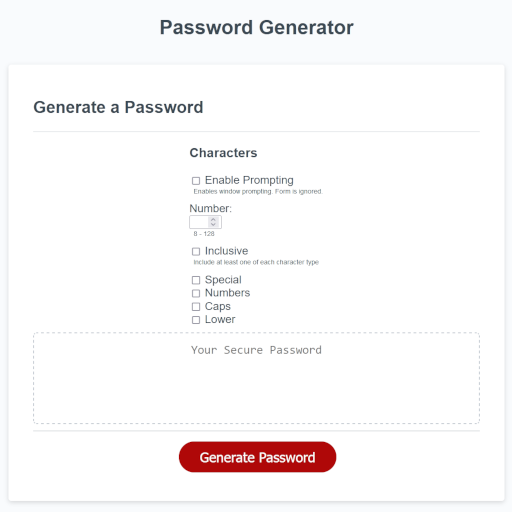 Password Generator
Generate a Password
Characters
Enable Prompting
Enables window prompting. Form is ignored.
Number:
8 - 128
Inclusive
Include at least one of each character type
Special
Numbers
Caps
Lower
Your Secure Password
Generate Password